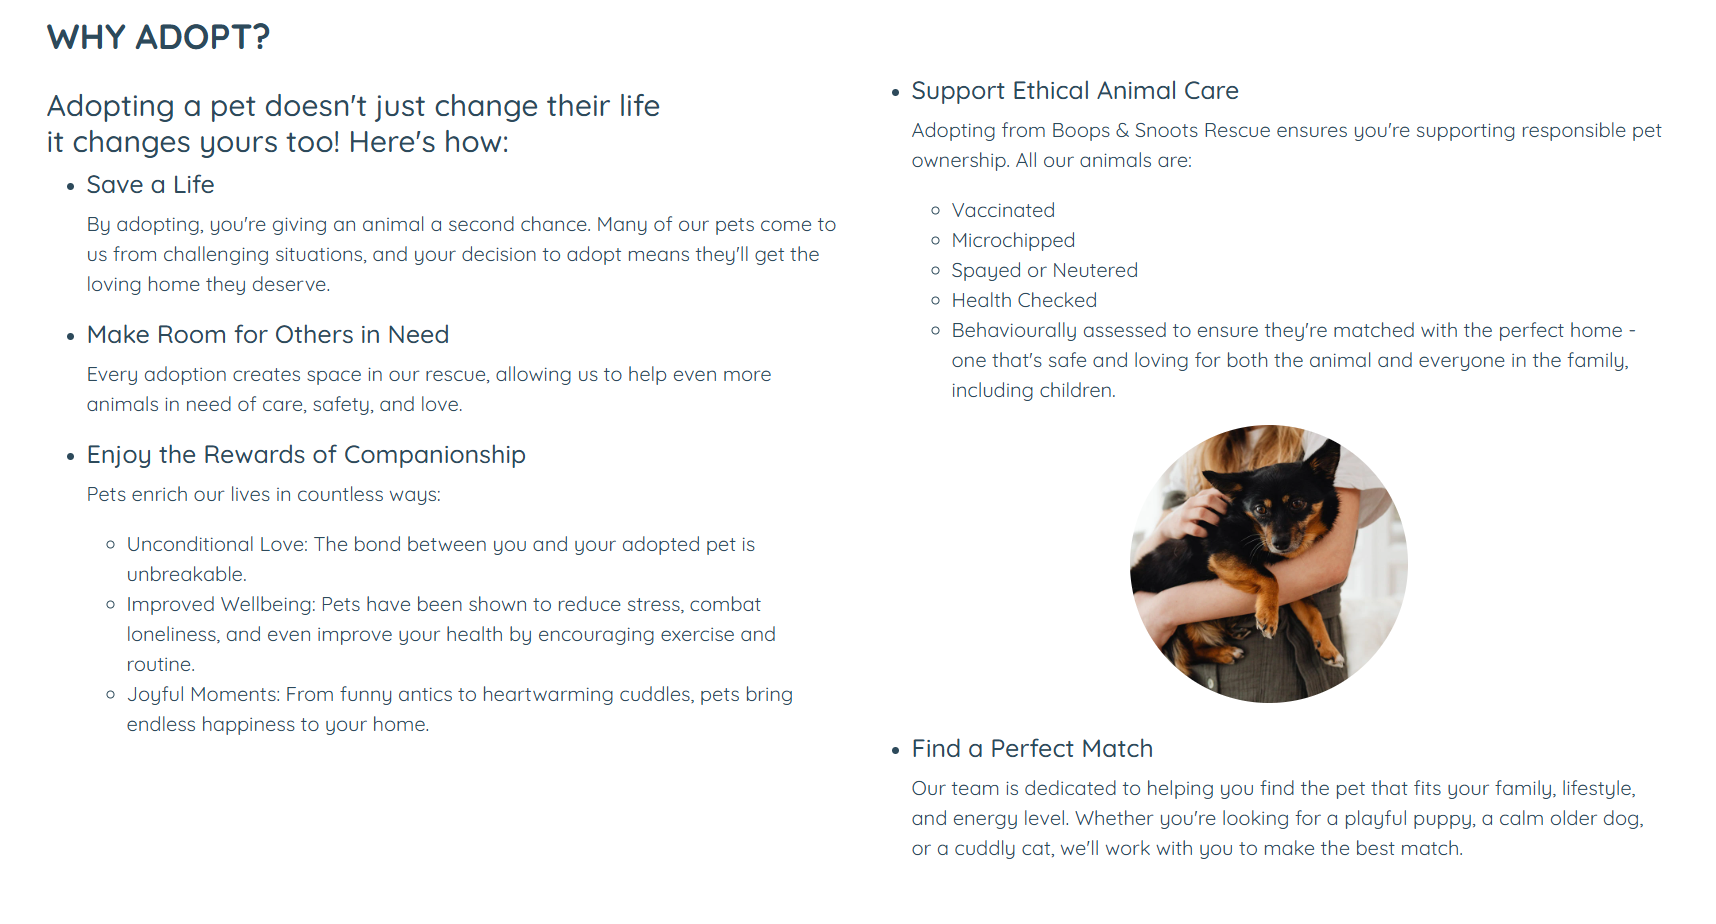 WHY ADOPT?
Adopting a pet doesn't just change their life
it changes yours too! Here's how:
Save a Life
By adopting, you're giving an animal a second chance. Many of our pets come to
us from challenging situations, and your decision to adopt means they'll get the
loving home they deserve.
Make Room for Others in Need
Every adoption creates space in our rescue, allowing us to help even more
animals in need of care, safety, and love.
Enjoy the Rewards of Companionship
Pets enrich our lives in countless ways:
Unconditional Love: The bond between you and your adopted pet is
unbreakable.
Improved Wellbeing: Pets have been shown to reduce stress, combat
loneliness, and even improve your health by encouraging exercise and
routine.
Joyful Moments: From funny antics to heartwarming cuddles, pets bring
endless happiness to your home.
Support Ethical Animal Care
Adopting from Boops & Snoots Rescue ensures you're supporting responsible pet
ownership. All our animals are:
Vaccinated
Microchipped
Spayed or Neutered
Health Checked
Behaviourally assessed to ensure they're matched with the perfect home -
one that's safe and loving for both the animal and everyone in the family,
including children.
Find a Perfect Match
Our team is dedicated to helping you find the pet that fits your family, lifestyle,
and energy level. Whether you're looking for a playful puppy, a calm older dog,
or a cuddly cat, we'll work with you to make the best match.